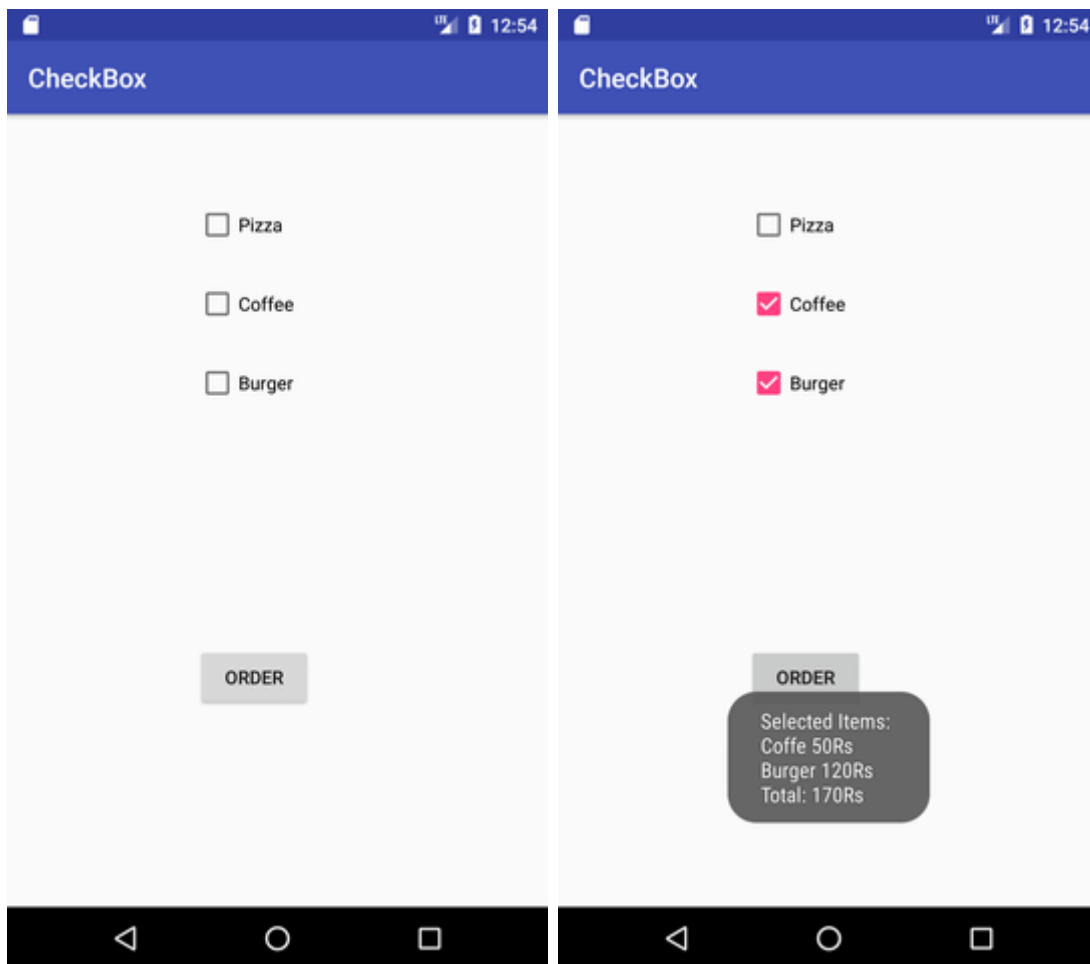 12:54
CheckBox
Pizza
Coffee
Burger
ORDER
12:54
CheckBox
Pizza
Coffee
Burger
ORDER
Selected Items:
Coffe 50Rs
Burger 120Rs
Total: 170Rs